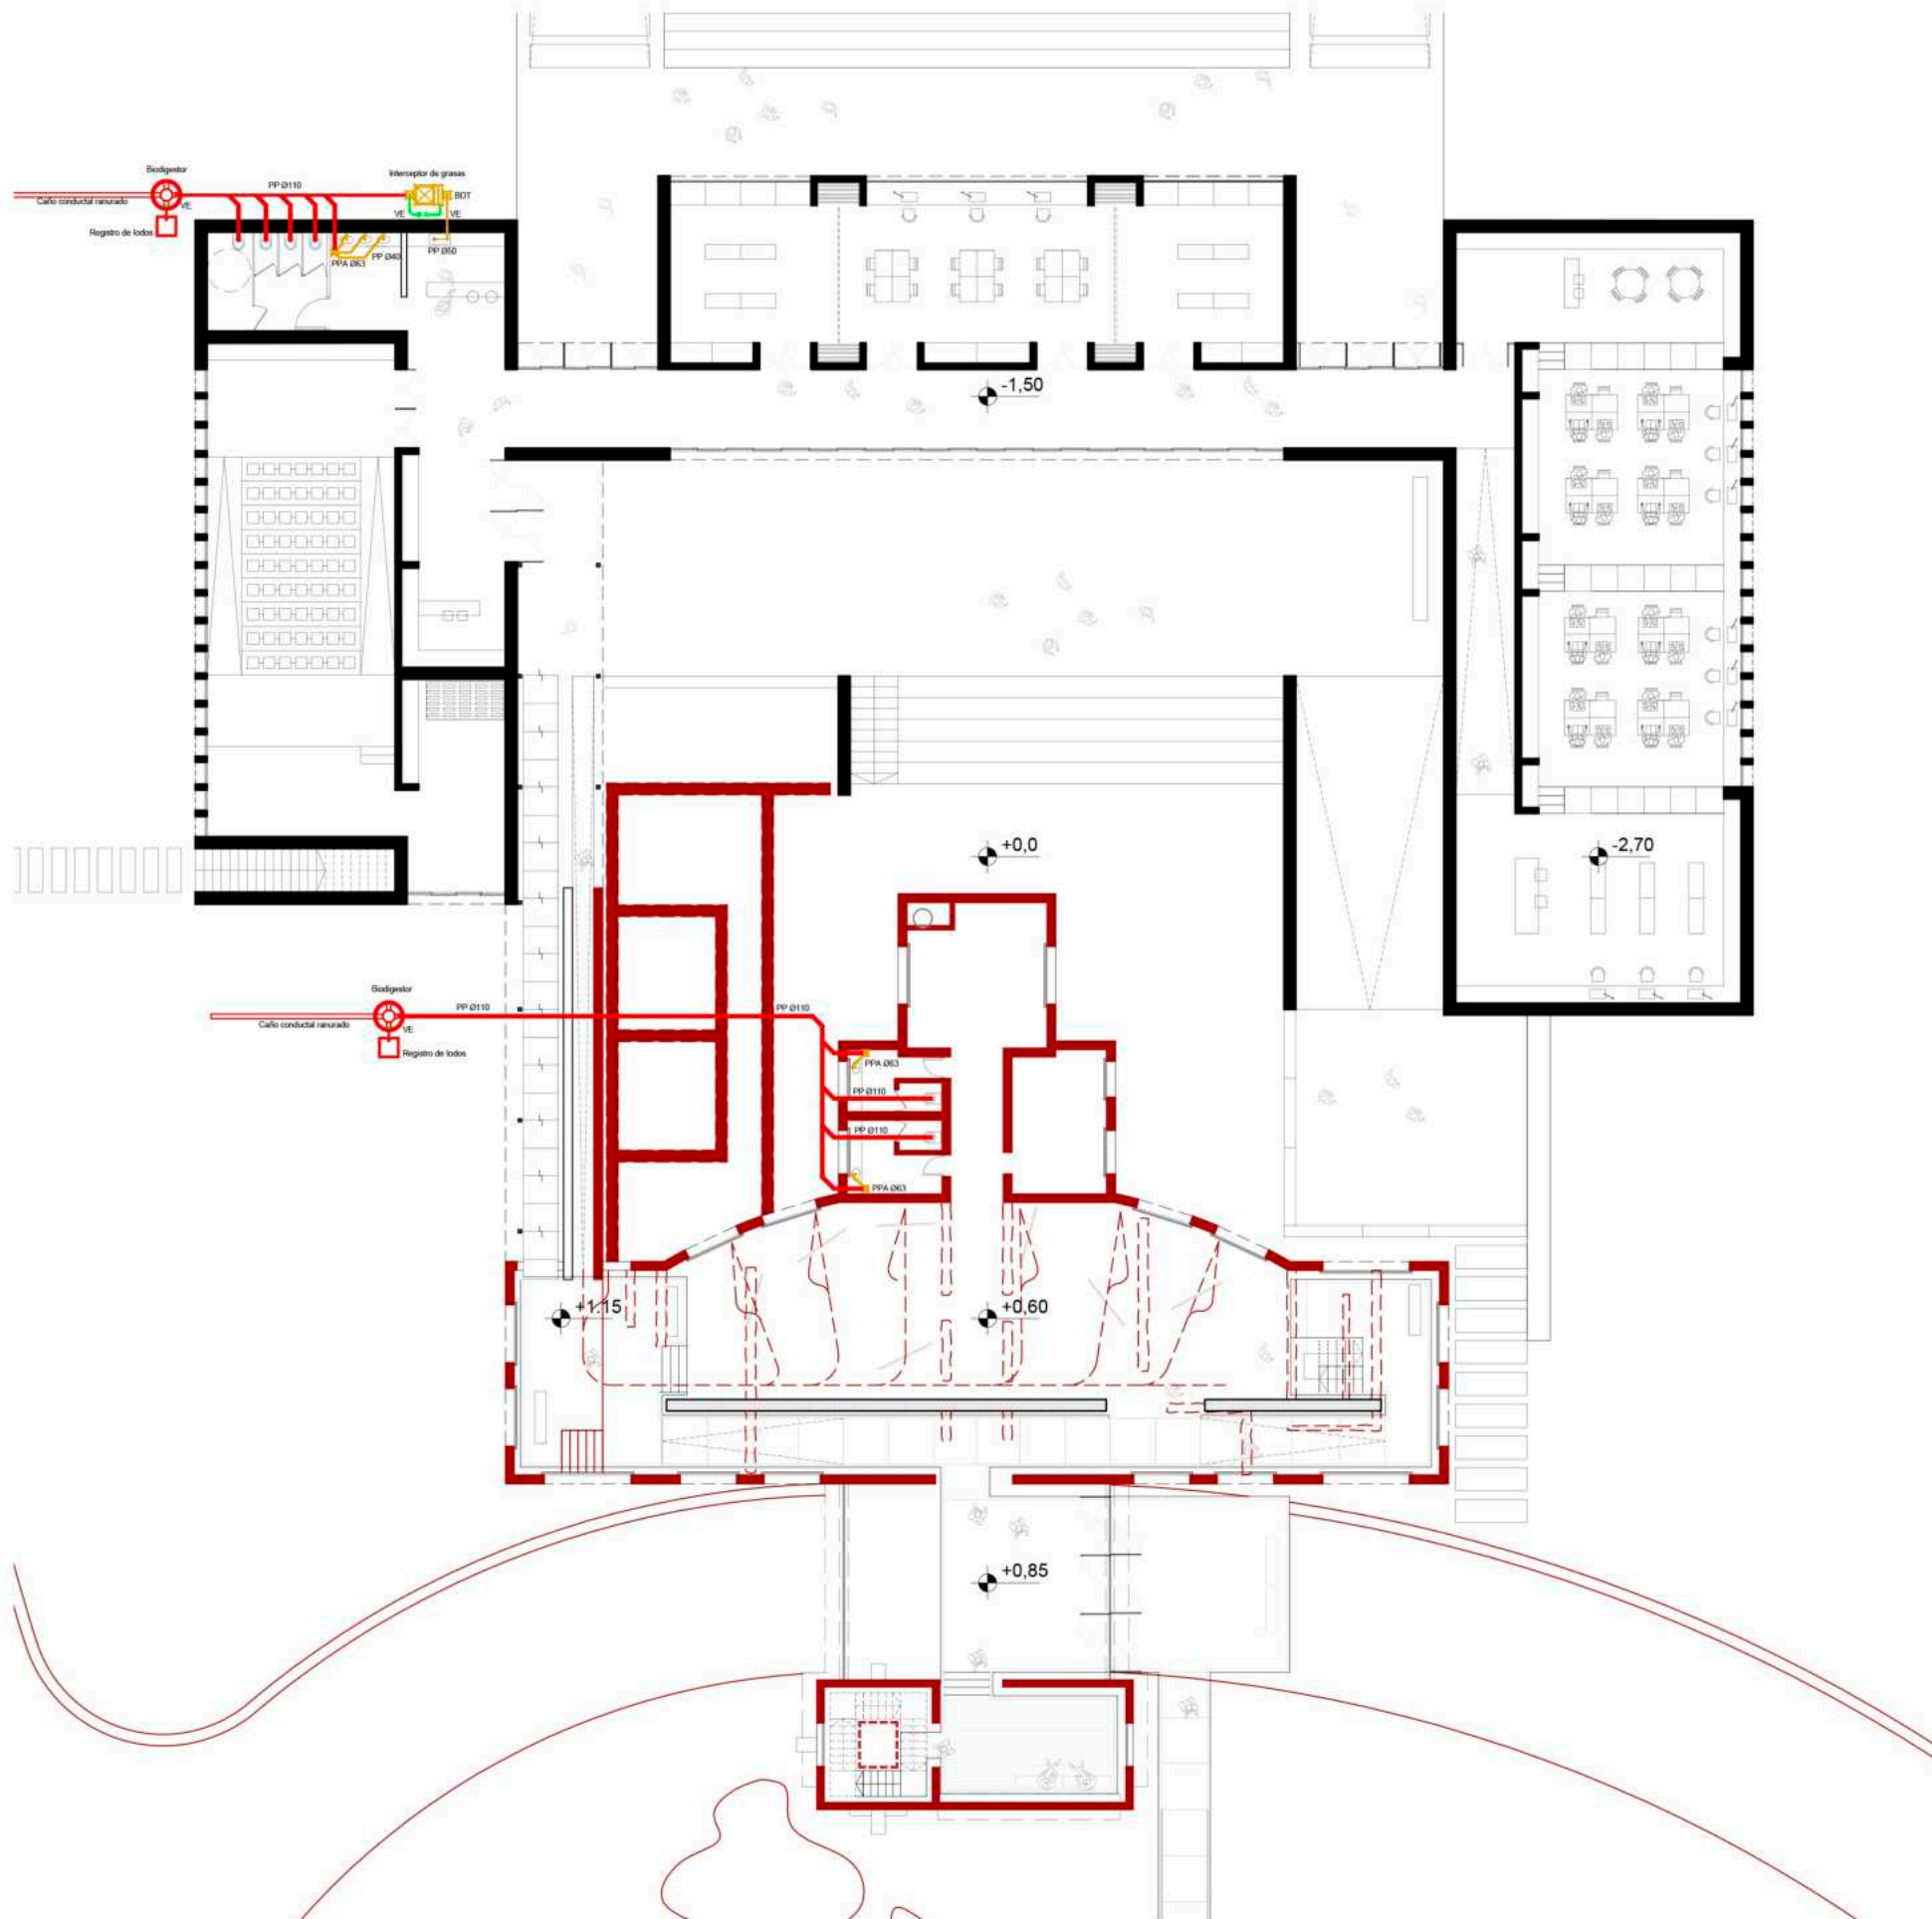 Biodigestor
Interceptor de grasas
PP Ø110
BDT
Caño conductal ranurado
VE
VE
VE
Registro de lodos
PP Ø50
PP Ø40
PPA Ø63
-1,50
+0,0
-2,70
Biodigestor
PP Ø110
PP Ø110
Caño conductal ranurado
VE
Registro de lodos
PPA Ø63
PP Ø110
PP Ø110
PPA Ø63
+1.15
+0,60
+0,85